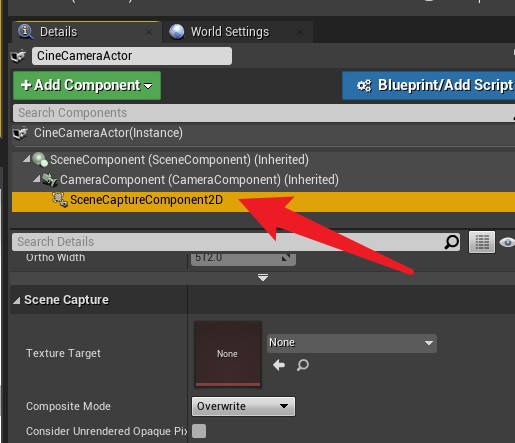 Details
World Settings
CineCameraActor
+Add Component
Blueprint/Add Script
Search Components
CineCameraActor(Instance)
SceneComponent (SceneComponent) (Inherited)
CameraComponent (CameraComponent) (Inherited)
SceneCaptureComponent2D
Search Details
Ortho Width
512.0
Scene Capture
Texture Target
None
None
Composite Mode
Overwrite
Consider Unrendered Opaque Pix